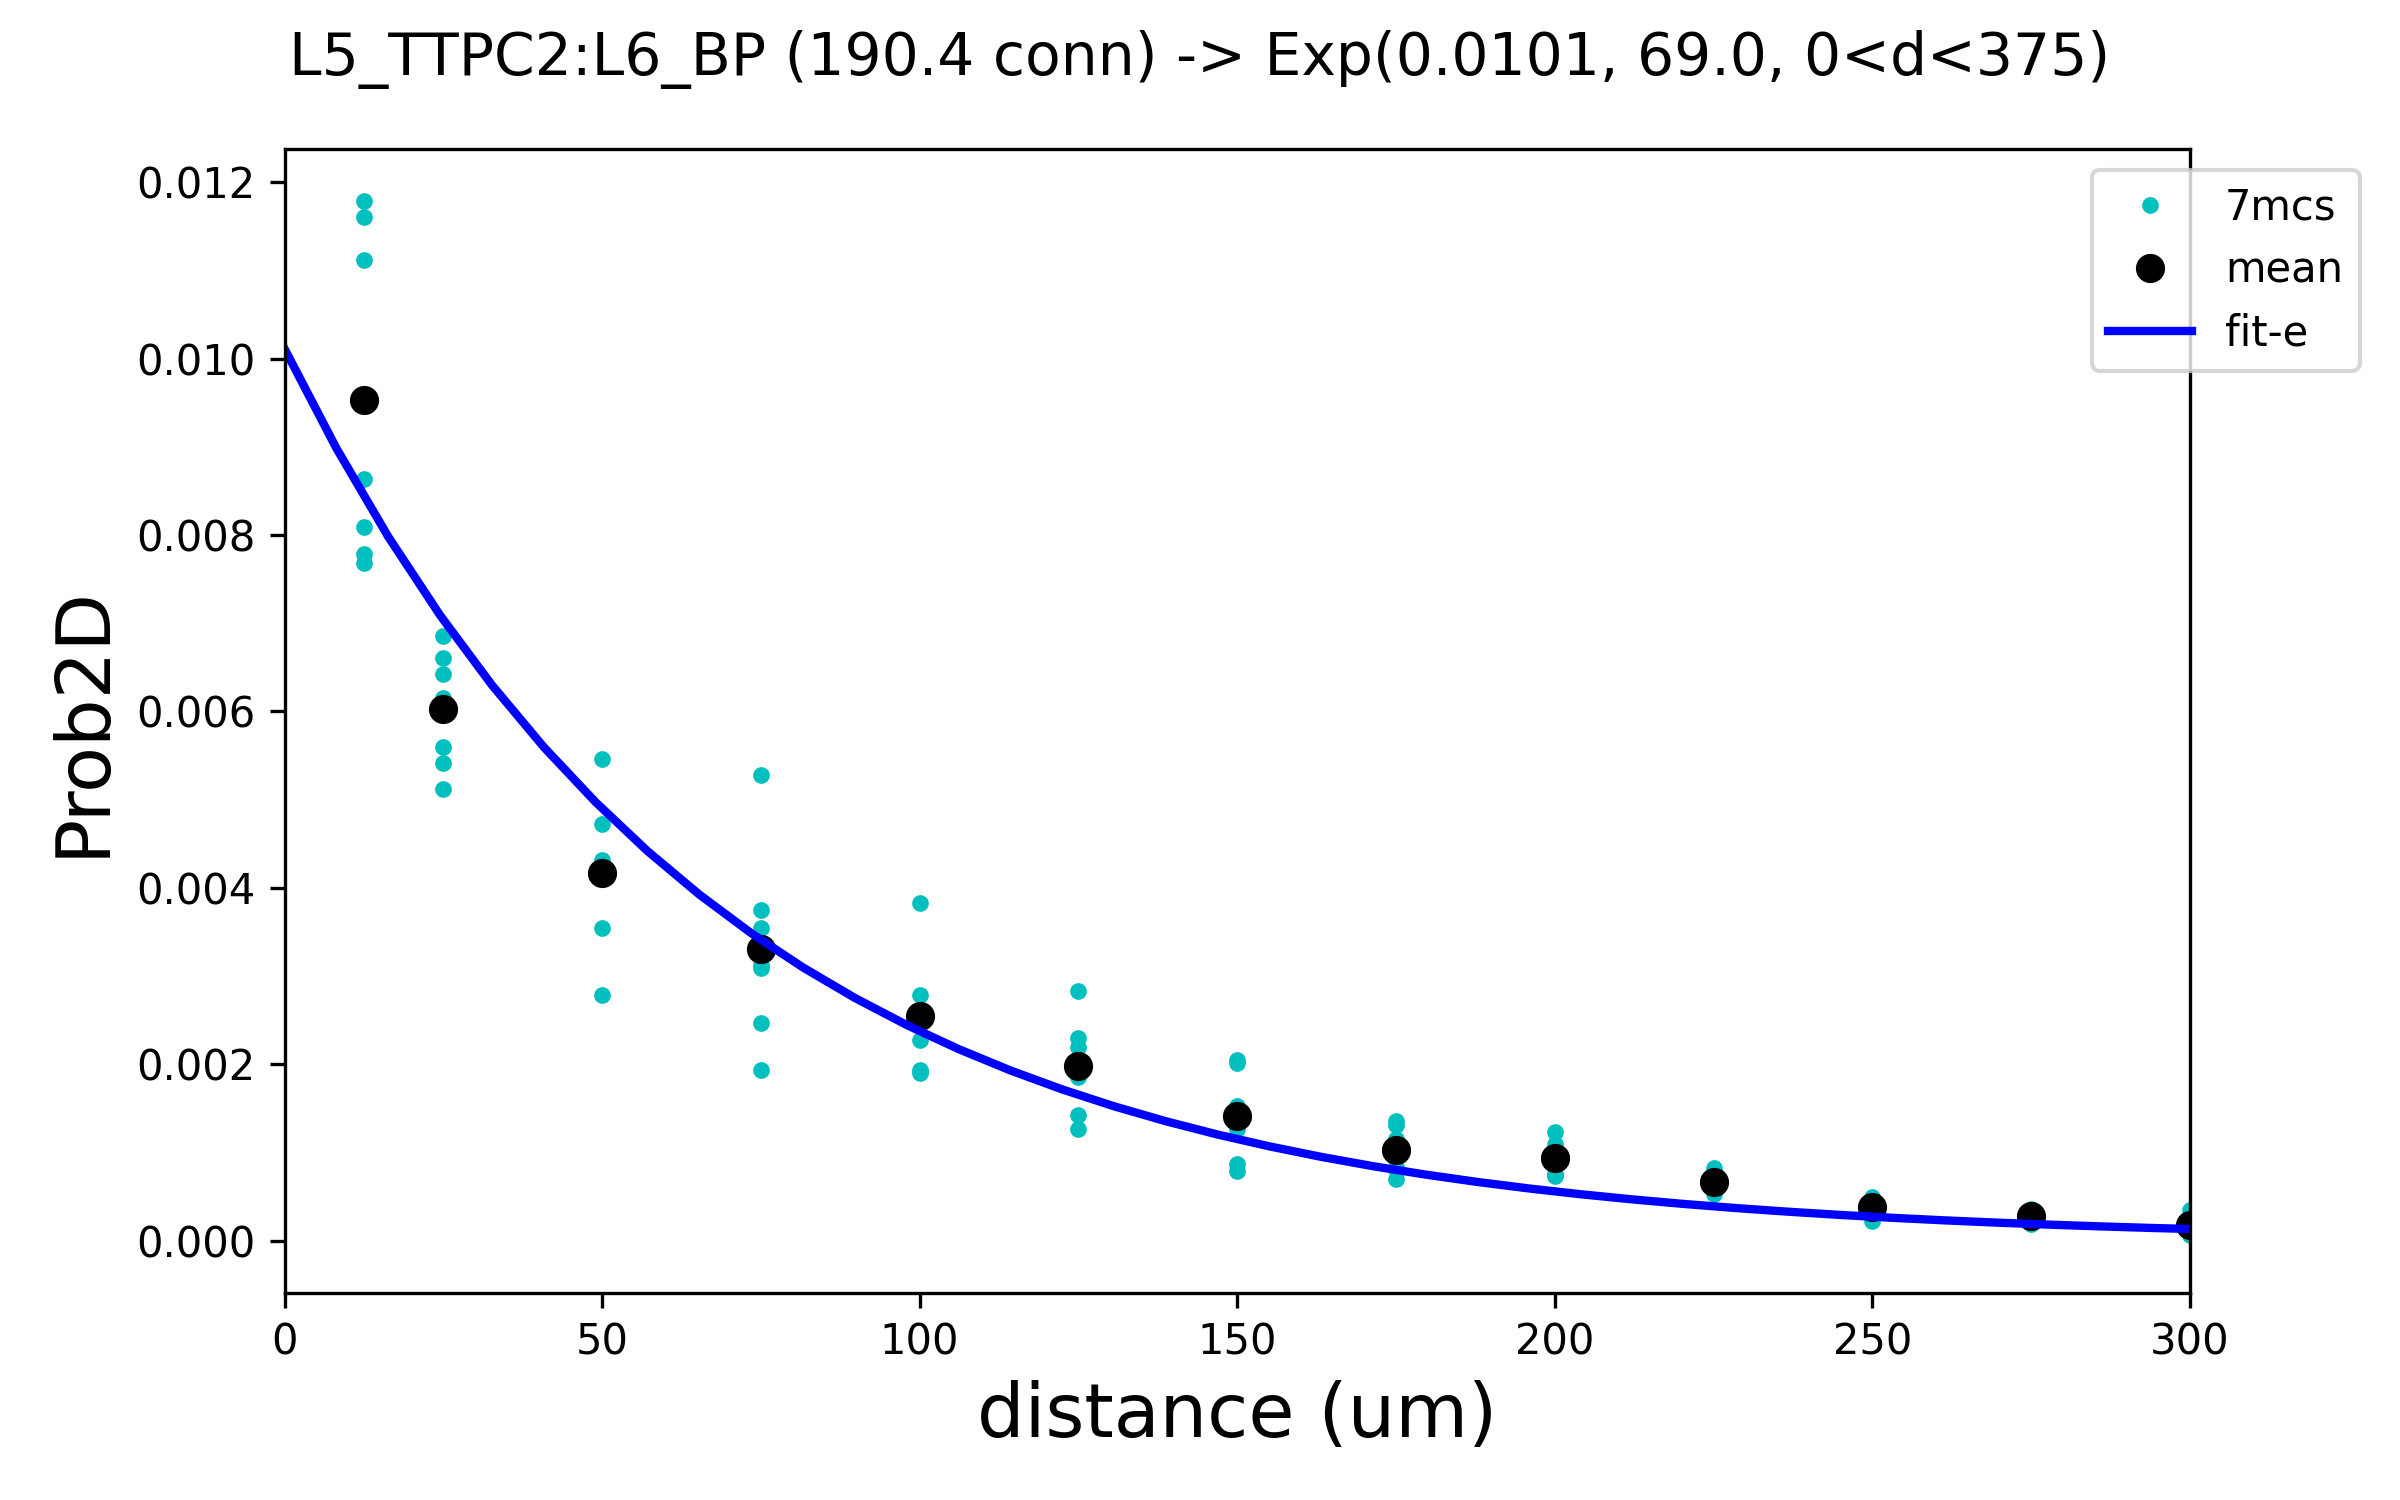 L5_TTPC2:L6_BP (190.4 conn) -> Exp(0.0101, 69.0, 0<d<375)
0.012
0.010
0.008
0.006
0.004
0.002
0.000
Prob2D
7mcs
mean
fit-e
0 50 100 150 200 250 300
distance (um)